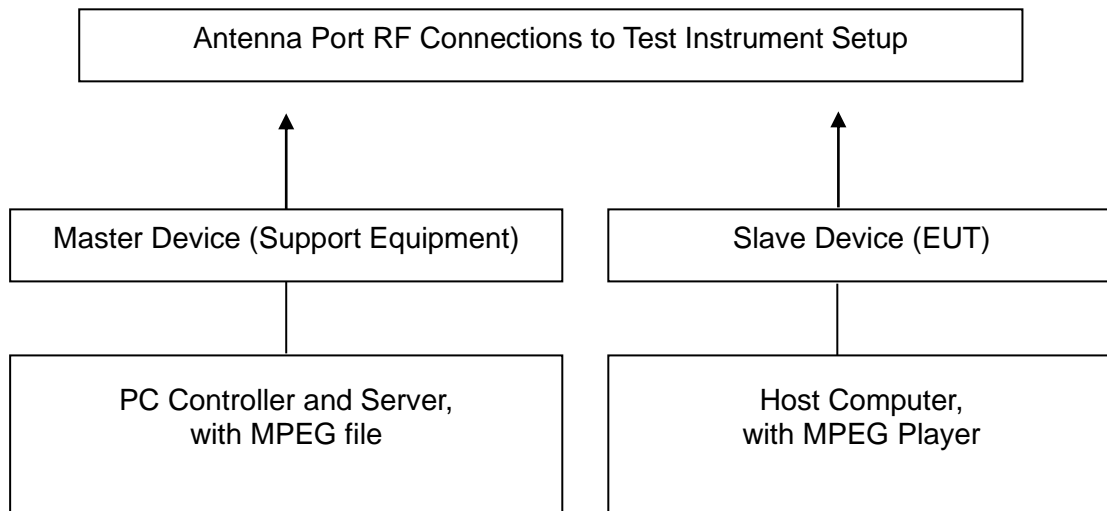 Antenna Port RF Connections to Test Instrument Setup
Master Device (Support Equipment)
Slave Device (EUT)
PC Controller and Server,
with MPEG file
Host Computer,
with MPEG Player